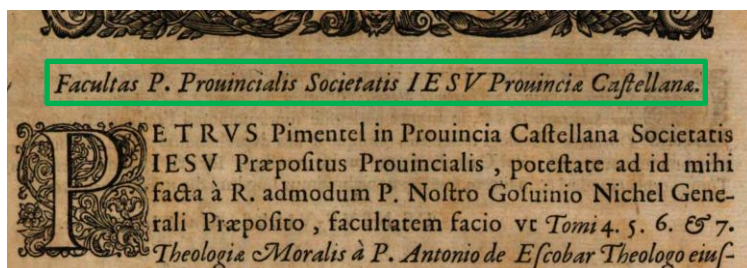 Facultas P. Prouincialis Societatis IESV Prouinciæ Caſtellanæ.
PETRVS Pimentel in Prouincia Caſtellana Societatis
IESV Præpoſitus Prouincialis, poteſtate ad id mihi
facta à R. admodum P. Noſtro Goſuinio Nichel Gene-
rali Præpoſito, facultatem facio vt Tomi 4. 5. 6. & 7.
Theologiæ Moralis à P. Antonio de Eſcobar Theologo eiuſ-